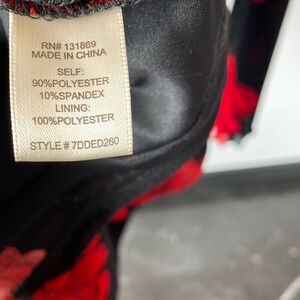 RN# 131869
MADE IN CHINA
SELF:
90%POLYESTER
10%SPANDEX
LINING:
100%POLYESTER
STYLE # 7DDED260